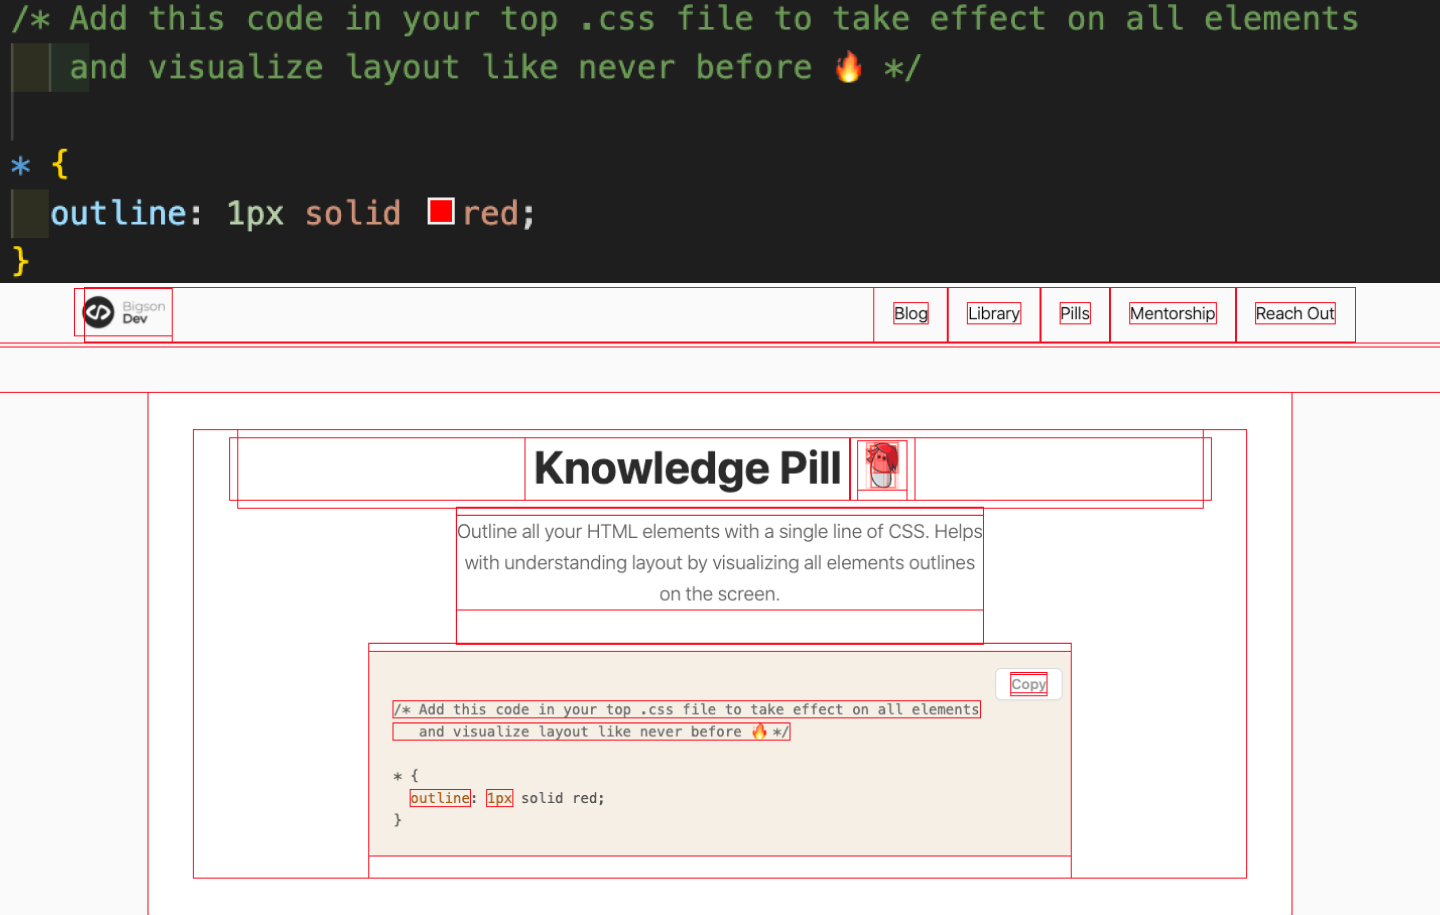 /* Add this code in your top .css file to take effect on all elements
and visualize layout like never before 🔥 */
* {
outline: 1px solid red;
}
Bigson
Dev
Blog
Library
Pills
Mentorship
Reach Out
Knowledge Pill
Outline all your HTML elements with a single line of CSS. Helps
with understanding layout by visualizing all elements outlines
on the screen.
Copy
/* Add this code in your top .css file to take effect on all elements
and visualize layout like never before 🔥 */
* {
outline: 1px solid red;
}